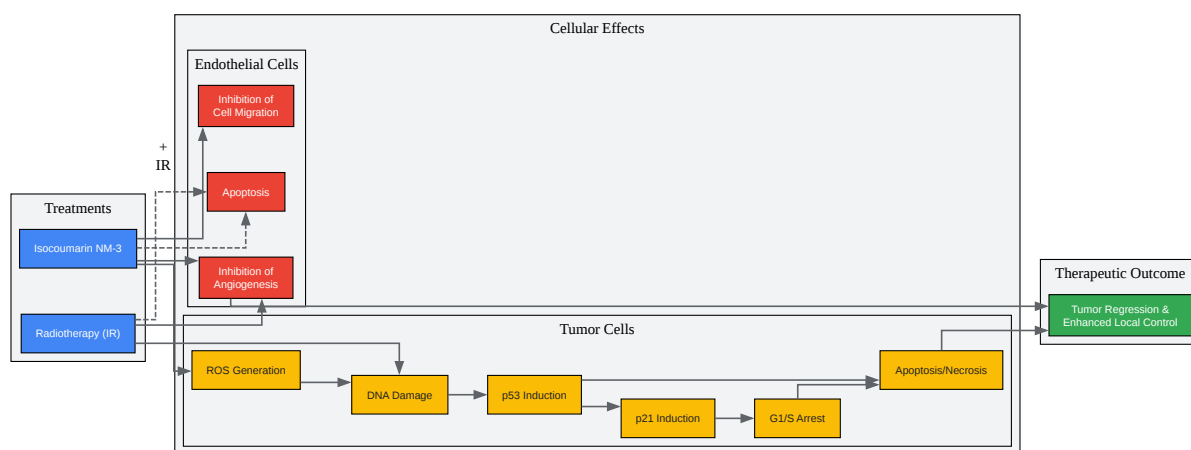 Cellular Effects
Endothelial Cells
Inhibition of
Cell Migration
+
IR
Apoptosis
Treatments
Isocoumarin NM-3
Inhibition of
Angiogenesis
Therapeutic Outcome
Tumor Regression &
Enhanced Local Control
Radiotherapy (IR)
Tumor Cells
ROS Generation
DNA Damage
p53 Induction
p21 Induction
G1/S Arrest
Apoptosis/Necrosis